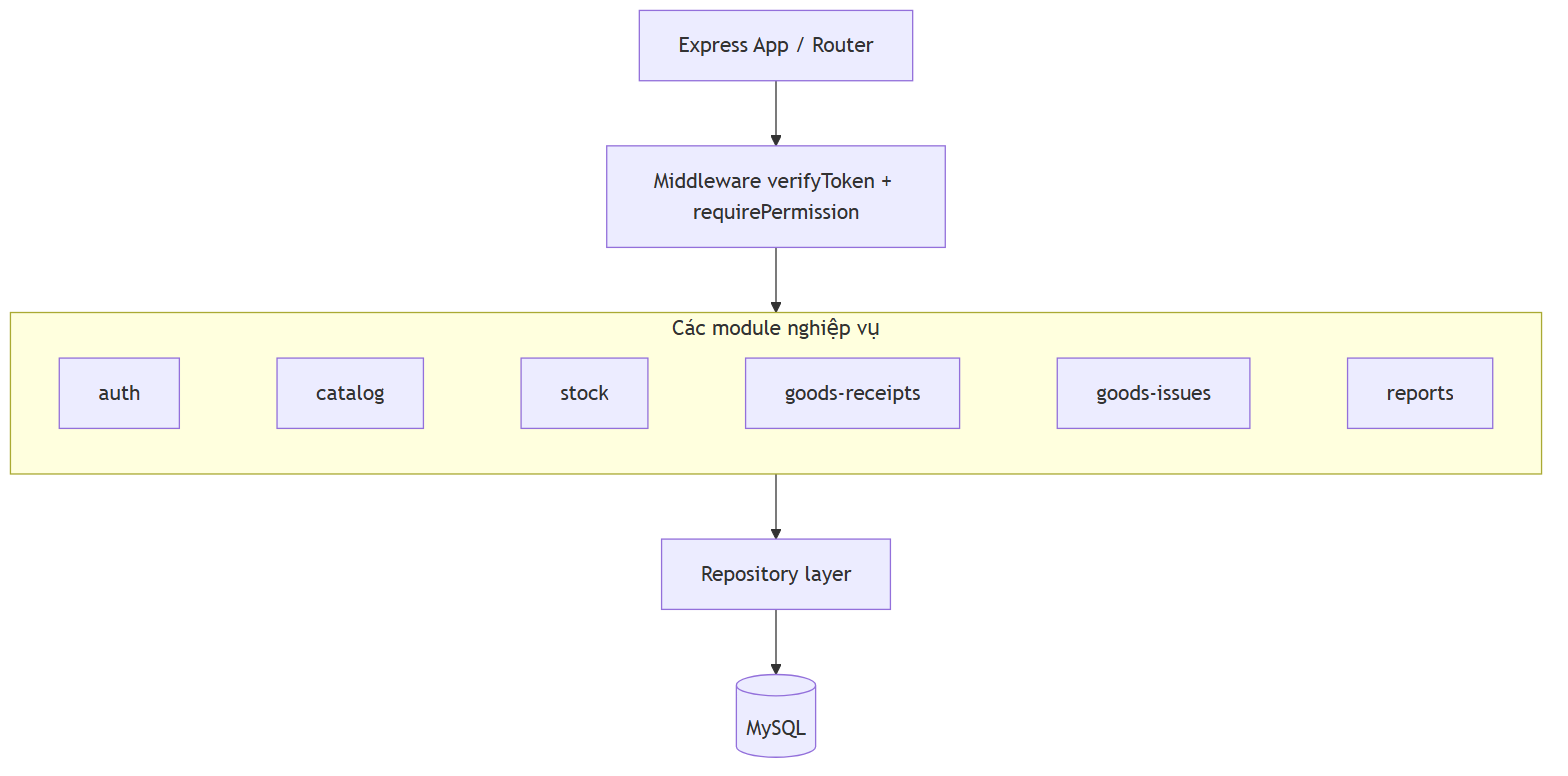 Express App / Router
Middleware verifyToken +
requirePermission
Các module nghiệp vụ
auth
catalog
stock
goods-receipts
goods-issues
reports
Repository layer
MySQL